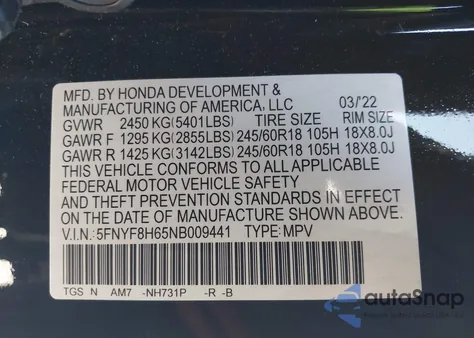 MFD. BY HONDA DEVELOPMENT &
MANUFACTURING OF AMERICA, LLC 03/'22
GVWR 2450 KG(5401LBS) TIRE SIZE RIM SIZE
GAWR F 1295 KG(2855LBS) 245/60R18 105H 18X8.0J
GAWR R 1425 KG(3142LBS) 245/60R18 105H 18X8.0J
THIS VEHICLE CONFORMS TO ALL APPLICABLE
FEDERAL MOTOR VEHICLE SAFETY
AND THEFT PREVENTION STANDARDS IN EFFECT
ON THE DATE OF MANUFACTURE SHOWN ABOVE.
V.I.N.:5FNYF8H65NB009441 TYPE:MPV
TGS N AM7 -NH731P -R -B
autoSnap